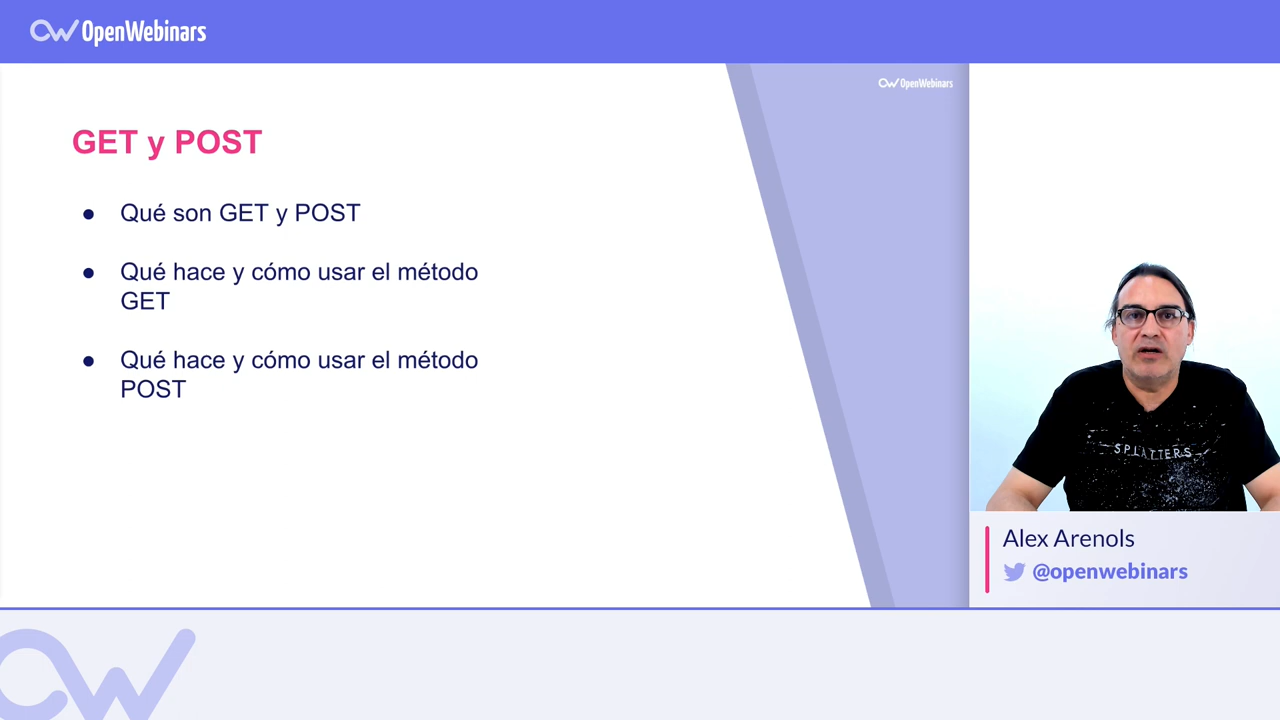 OpenWebinars
OpenWebinars
GET y POST
Qué son GET y POST
Qué hace y cómo usar el método
GET
Qué hace y cómo usar el método
POST
SPLATTERS
Alex Arenols
@openwebinars